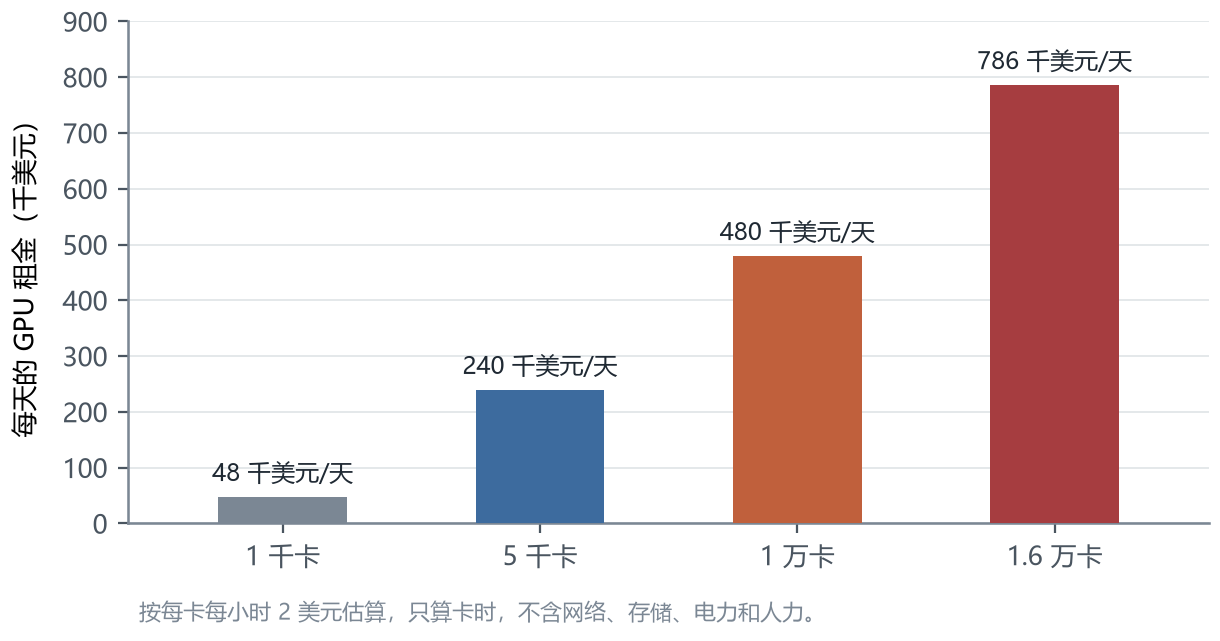 每天的 GPU 租金（千美元）
900
800
700
600
500
400
300
200
100
0
48 千美元/天
240 千美元/天
480 千美元/天
786 千美元/天
1 千卡
5 千卡
1 万卡
1.6 万卡
按每卡每小时 2 美元估算，只算卡时，不含网络、存储、电力和人力。